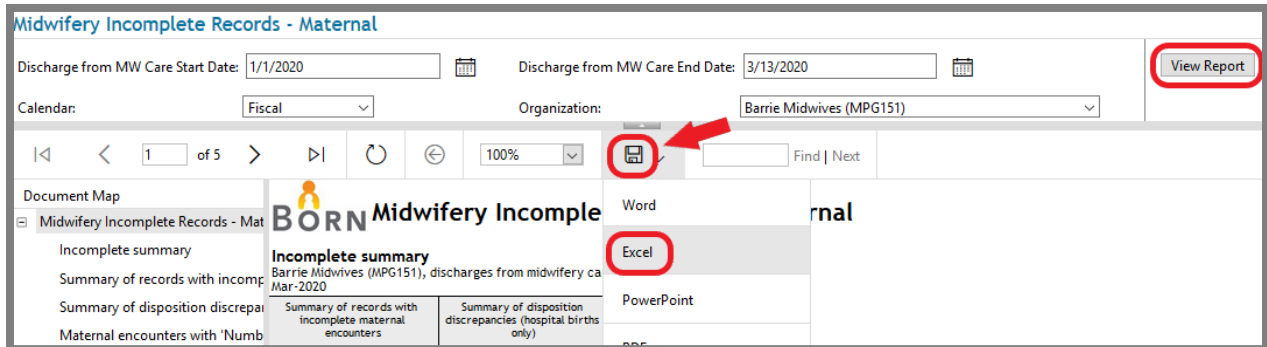 Midwifery Incomplete Records - Maternal
Discharge from MW Care Start Date: 1/1/2020 Discharge from MW Care End Date: 3/13/2020 View Report
Calendar: Fiscal Organization: Barrie Midwives (MPG151)
1 of 5 100% Find | Next
Document Map
Midwifery Incomplete Records - Mat
Incomplete summary
Summary of records with incomp
Summary of disposition discrepar
Maternal encounters with 'Numb
BORN Midwifery Incomple rnal
Incomplete summary
Barrie Midwives (MPG151), discharges from midwifery ca
Mar-2020
Summary of records with
incomplete maternal
encounters
Summary of disposition
discrepancies (hospital births
only)
Word
Excel
PowerPoint